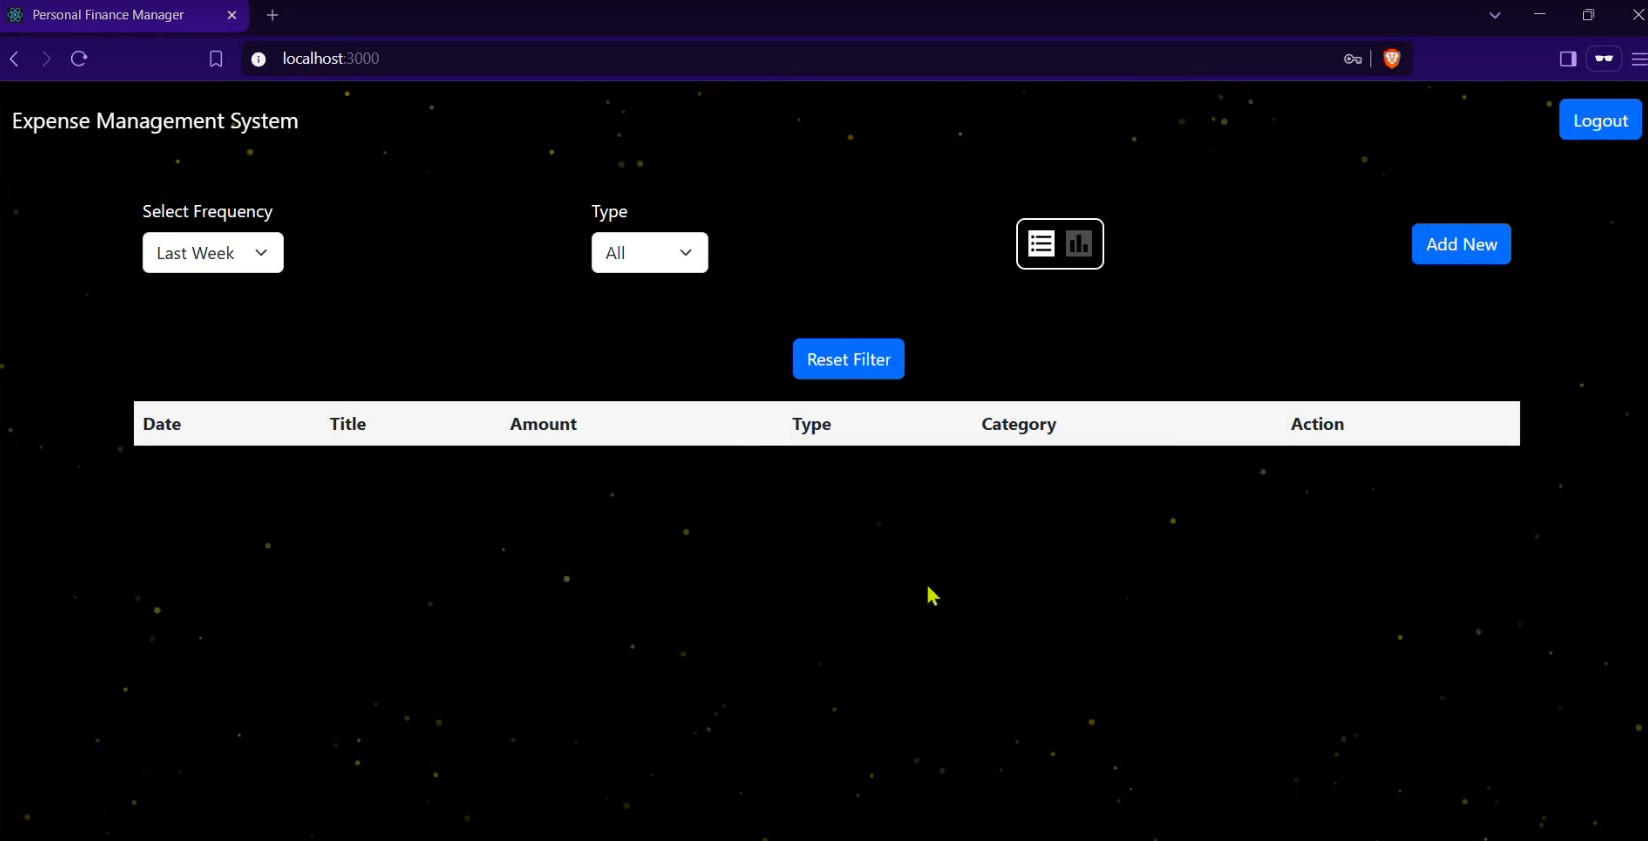 Personal Finance Manager
localhost:3000
Expense Management System
Logout
Select Frequency
Type
Last Week
All
Add New
Reset Filter
Date Title Amount Type Category Action